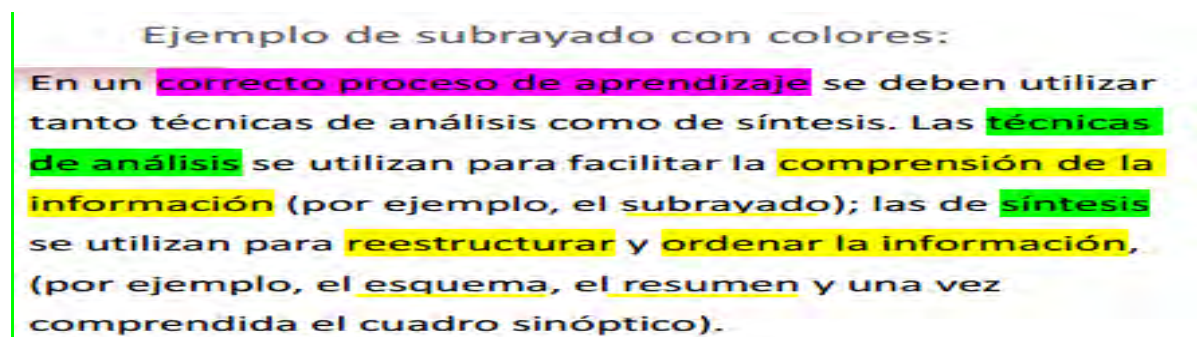 Ejemplo de subrayado con colores:
En un correcto proceso de aprendizaje se deben utilizar
tanto técnicas de análisis como de síntesis. Las técnicas
de análisis se utilizan para facilitar la comprensión de la
información (por ejemplo, el subrayado); las de síntesis
se utilizan para reestructurar y ordenar la información,
(por ejemplo, el esquema, el resumen y una vez
comprendida el cuadro sinóptico).